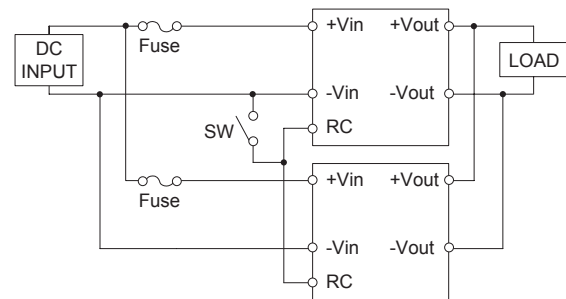 DC
INPUT
Fuse
+Vin
+Vout
LOAD
-Vin
-Vout
SW
RC
Fuse
+Vin
+Vout
-Vin
-Vout
RC